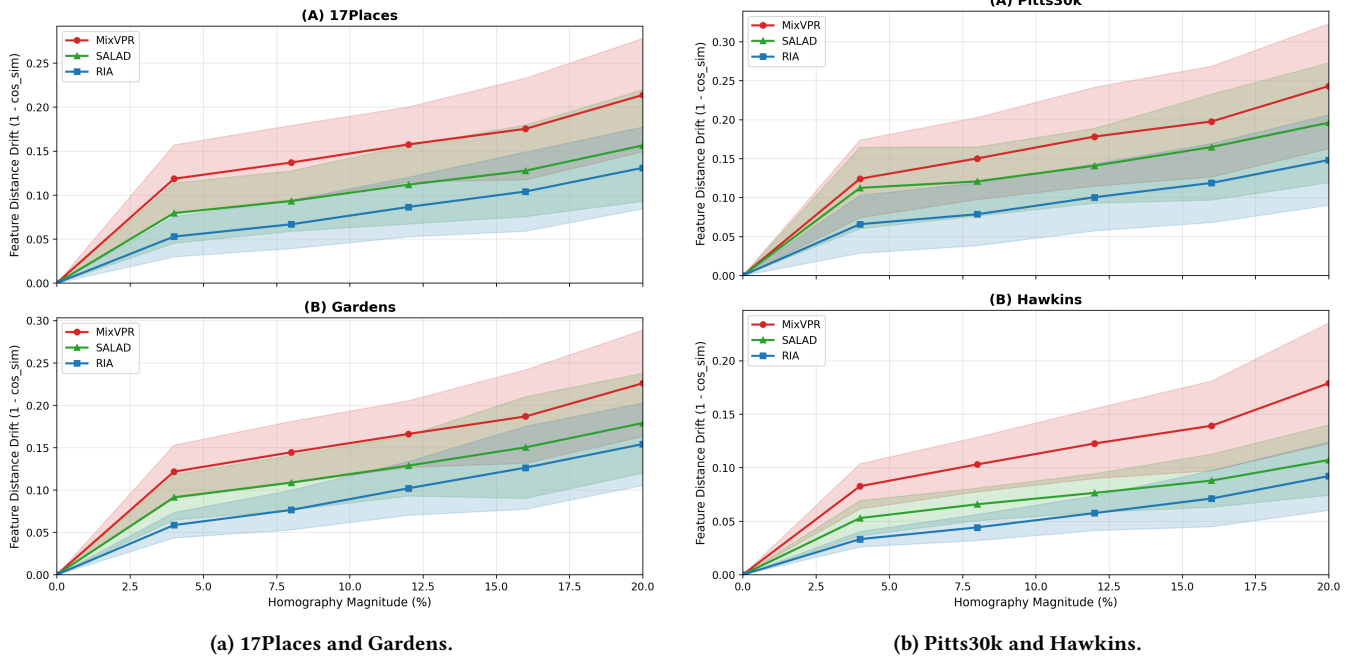 (A) 17Places
MixVPR
SALAD
RIA
Feature Distance Drift (1 - cos_sim)
0.25
0.20
0.15
0.10
0.05
0.00
(B) Gardens
MixVPR
SALAD
RIA
Feature Distance Drift (1 - cos_sim)
0.30
0.25
0.20
0.15
0.10
0.05
0.00
0.0 2.5 5.0 7.5 10.0 12.5 15.0 17.5 20.0
Homography Magnitude (%)
(a) 17Places and Gardens.
(A) Pitts30k
MixVPR
SALAD
RIA
Feature Distance Drift (1 - cos_sim)
0.30
0.25
0.20
0.15
0.10
0.05
0.00
(B) Hawkins
MixVPR
SALAD
RIA
Feature Distance Drift (1 - cos_sim)
0.20
0.15
0.10
0.05
0.00
0.0 2.5 5.0 7.5 10.0 12.5 15.0 17.5 20.0
Homography Magnitude (%)
(b) Pitts30k and Hawkins.